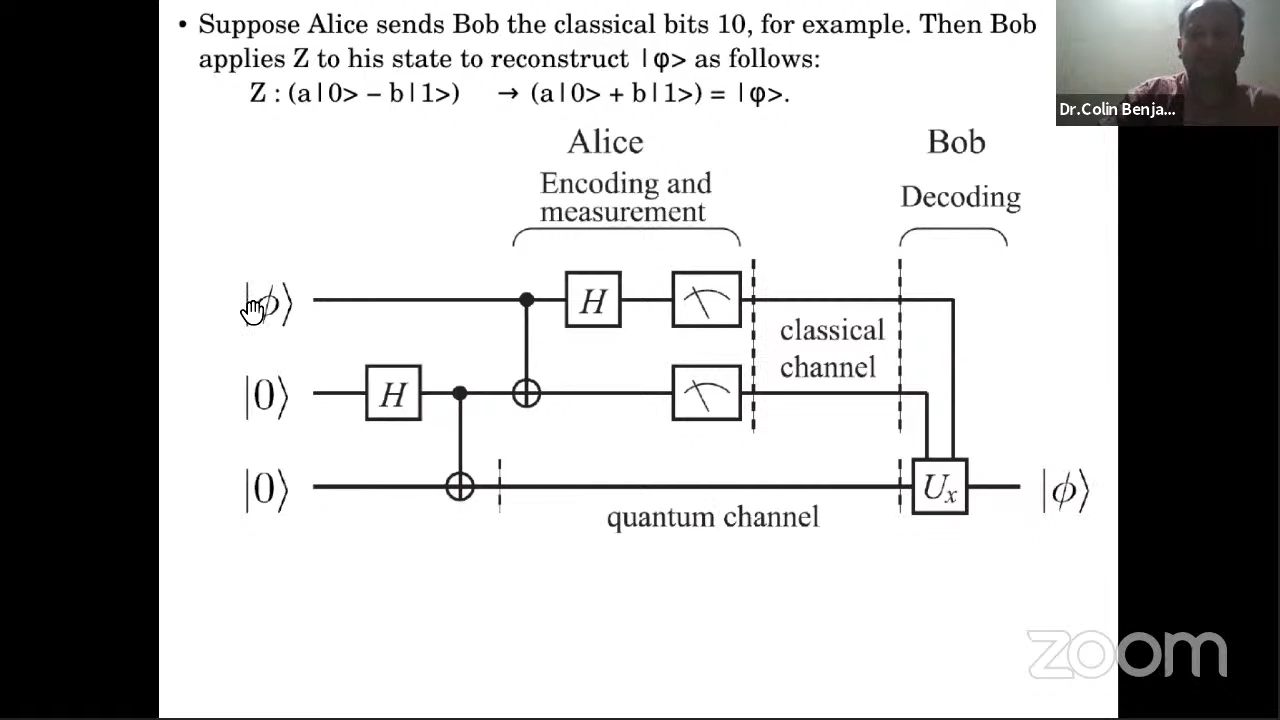 • Suppose Alice sends Bob the classical bits 10, for example. Then Bob
applies Z to his state to reconstruct |φ> as follows:
Z : (a|0> − b|1>) → (a|0> + b|1>) = |φ>.
Dr.Colin Benja...
Alice
Bob
Encoding and
measurement
Decoding
|ϕ⟩
H
classical
channel
|0⟩
H
|0⟩
U_x
|ϕ⟩
quantum channel
zoom